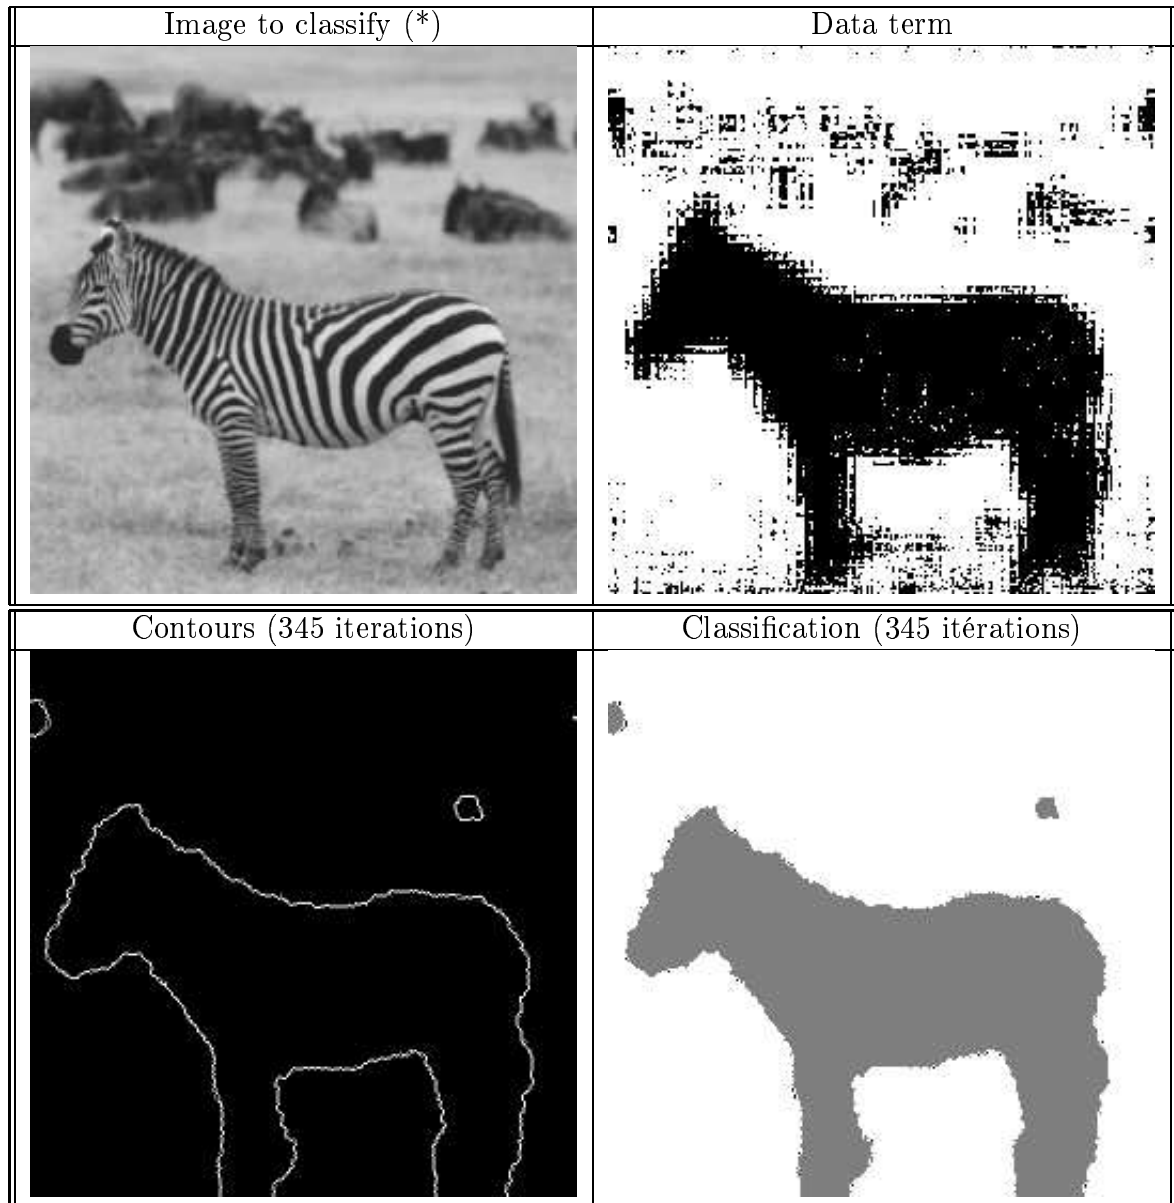 Image to classify (*)
Data term
Contours (345 iterations)
Classification (345 itérations)